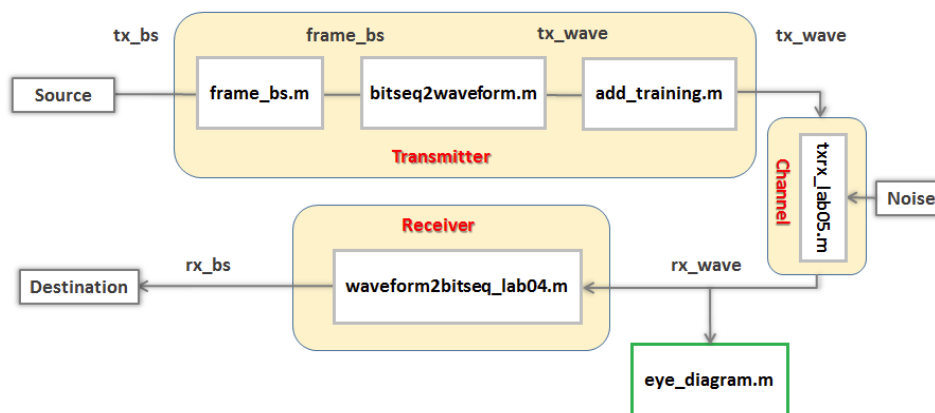 tx_bs
frame_bs
tx_wave
tx_wave
Source
frame_bs.m
bitseq2waveform.m
add_training.m
Transmitter
Channel
txrx_lab05.m
Noise
Receiver
rx_bs
rx_wave
Destination
waveform2bitseq_lab04.m
eye_diagram.m